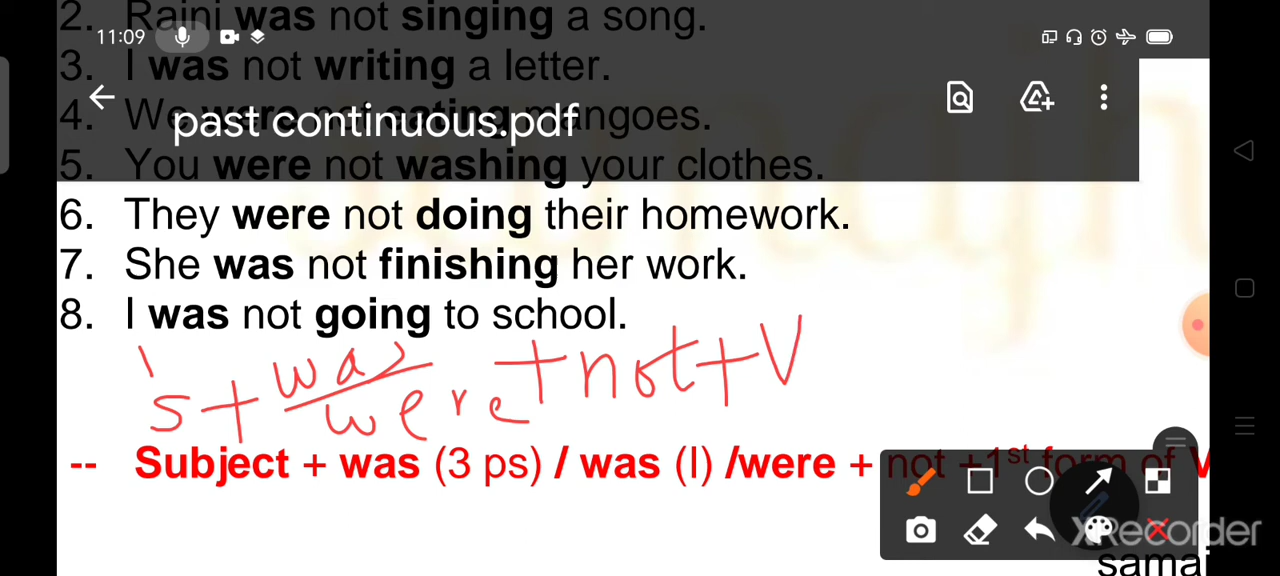 2. Rajni was not singing a song.
11:09
3. I was not writing a letter.
4. We were not eating mangoes.
past continuous.pdf
5. You were not washing your clothes.
6. They were not doing their homework.
7. She was not finishing her work.
8. I was not going to school.
s + was/were + not + V
-- Subject + was (3 ps) / was (I) /were + not +1st form of V
XRecorder